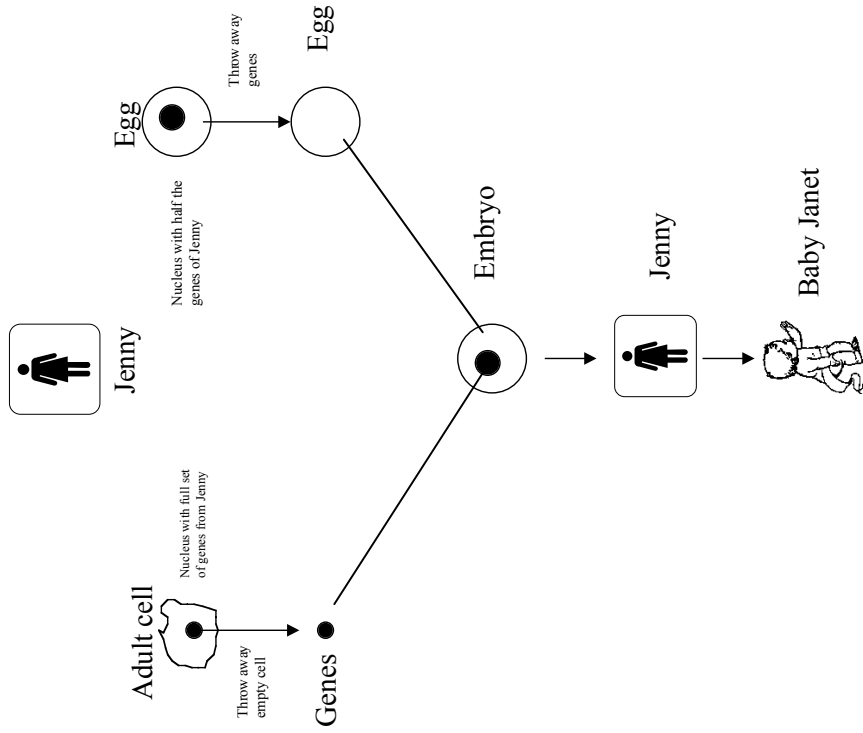 Jenny
Adult cell
Nucleus with full set
of genes from Jenny
Throw away
empty cell
Genes
Egg
Nucleus with half the
genes of Jenny
Throw away
genes
Egg
Embryo
Jenny
Baby Janet